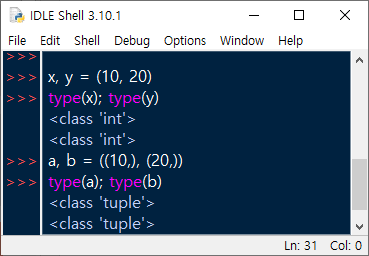 IDLE Shell 3.10.1
File Edit Shell Debug Options Window Help
>>>
>>> x, y = (10, 20)
>>> type(x); type(y)
<class 'int'>
<class 'int'>
>>> a, b = ((10,), (20,))
>>> type(a); type(b)
<class 'tuple'>
<class 'tuple'>
Ln: 31 Col: 0